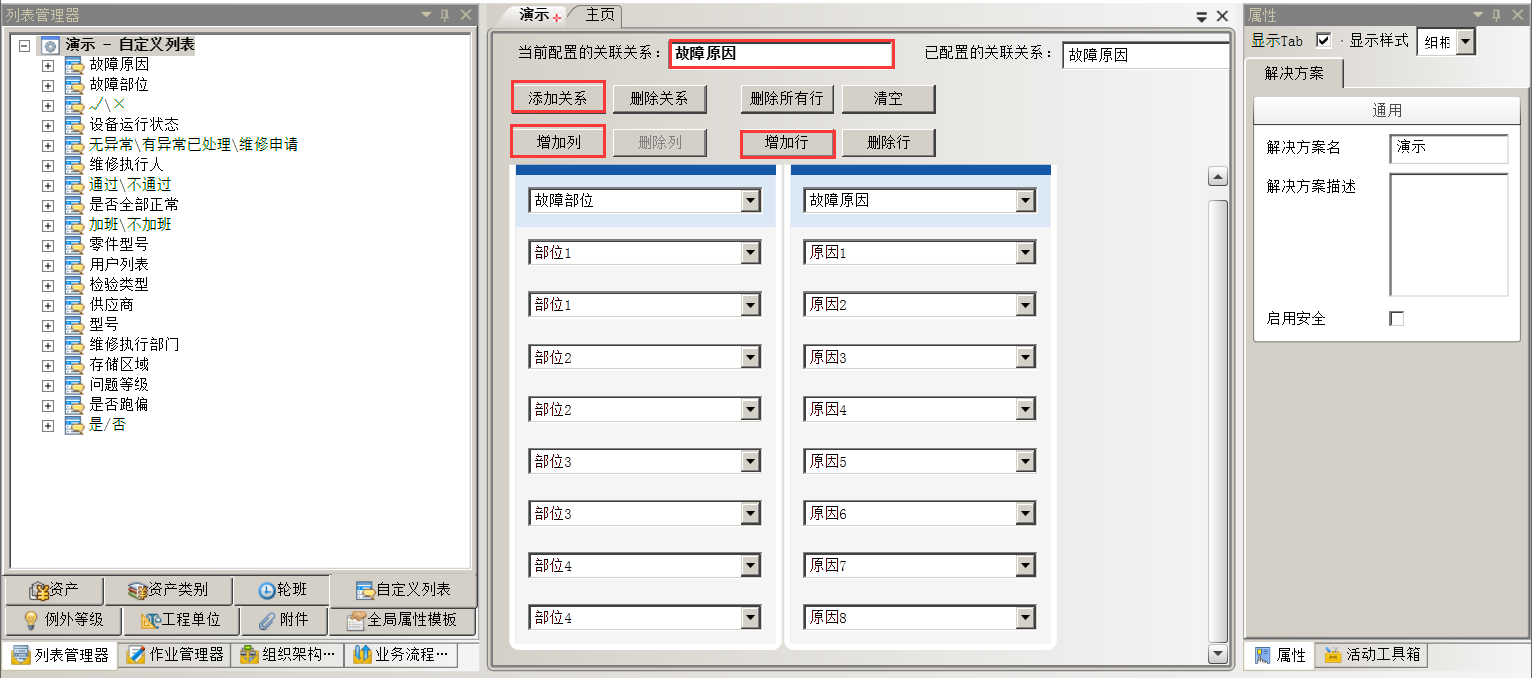 列表管理器
演示 - 自定义列表
故障原因
故障部位
√\×
设备运行状态
无异常\有异常已处理\维修申请
维修执行人
通过\不通过
是否全部正常
加班\不加班
零件型号
用户列表
检验类型
供应商
型号
维修执行部门
存储区域
问题等级
是否跑偏
是/否
资产 资产类别 轮班 自定义列表
例外等级 工程单位 附件 全局属性模板
列表管理器 作业管理器 组织架构… 业务流程…
演示 主页
当前配置的关联关系： 故障原因 已配置的关联关系： 故障原因
添加关系 删除关系 删除所有行 清空
增加列 删除列 增加行 删除行
故障部位 故障原因
部位1 原因1
部位1 原因2
部位2 原因3
部位2 原因4
部位3 原因5
部位3 原因6
部位4 原因7
部位4 原因8
属性
显示Tab · 显示样式 细柜
解决方案
通用
解决方案名 演示
解决方案描述
启用安全
属性 活动工具箱